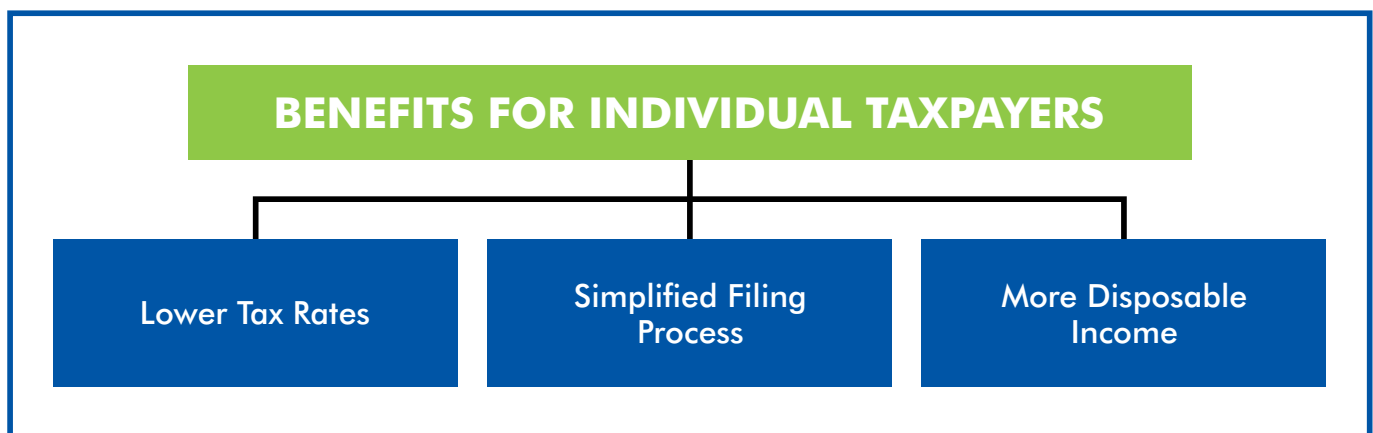 BENEFITS FOR INDIVIDUAL TAXPAYERS
Lower Tax Rates
Simplified Filing
Process
More Disposable
Income